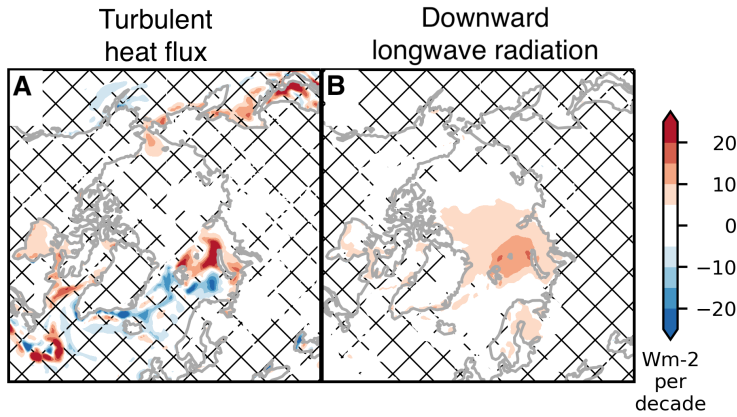 Turbulent
heat flux
Downward
longwave radiation
A
B
20
10
0
−10
−20
Wm-2
per
decade